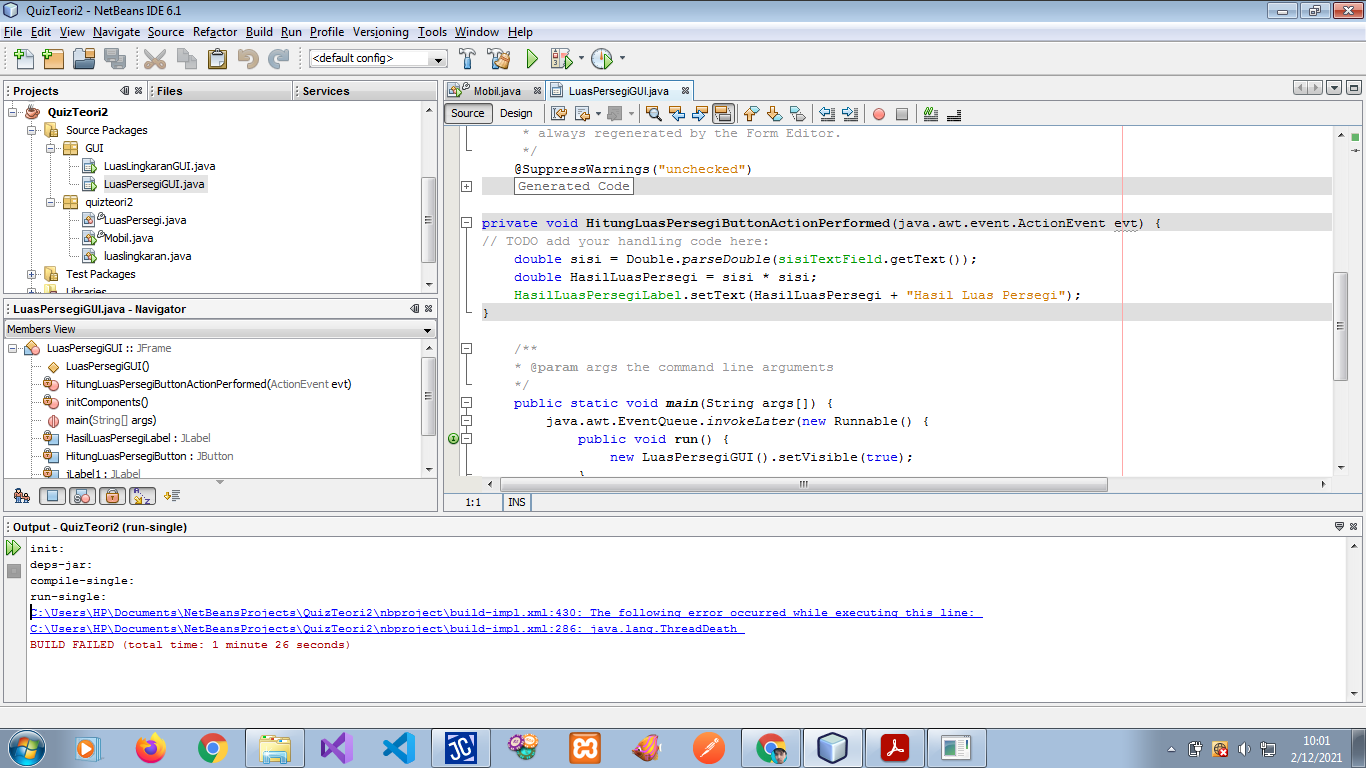 QuizTeori2 - NetBeans IDE 6.1
File Edit View Navigate Source Refactor Build Run Profile Versioning Tools Window Help
<default config>
Projects
Files
Services
QuizTeori2
Source Packages
GUI
LuasLingkaranGUI.java
LuasPersegiGUI.java
quizteori2
LuasPersegi.java
Mobil.java
luaslingkaran.java
Test Packages
Libraries
LuasPersegiGUI.java - Navigator
Members View
LuasPersegiGUI :: JFrame
LuasPersegiGUI()
HitungLuasPersegiButtonActionPerformed(ActionEvent evt)
initComponents()
main(String[] args)
HasilLuasPersegiLabel : JLabel
HitungLuasPersegiButton : JButton
jLabel1 : JLabel
Mobil.java
LuasPersegiGUI.java
Source Design
* always regenerated by the Form Editor.
*/
@SuppressWarnings("unchecked")
Generated Code
private void HitungLuasPersegiButtonActionPerformed(java.awt.event.ActionEvent evt) {
// TODO add your handling code here:
double sisi = Double.parseDouble(sisiTextField.getText());
double HasilLuasPersegi = sisi * sisi;
HasilLuasPersegiLabel.setText(HasilLuasPersegi + "Hasil Luas Persegi");
}
/**
* @param args the command line arguments
*/
public static void main(String args[]) {
java.awt.EventQueue.invokeLater(new Runnable() {
public void run() {
new LuasPersegiGUI().setVisible(true);
}
1:1 INS
Output - QuizTeori2 (run-single)
init:
deps-jar:
compile-single:
run-single:
C:\Users\HP\Documents\NetBeansProjects\QuizTeori2\nbproject\build-impl.xml:430: The following error occurred while executing this line:
C:\Users\HP\Documents\NetBeansProjects\QuizTeori2\nbproject\build-impl.xml:286: java.lang.ThreadDeath
BUILD FAILED (total time: 1 minute 26 seconds)
JC
10:01
2/12/2021